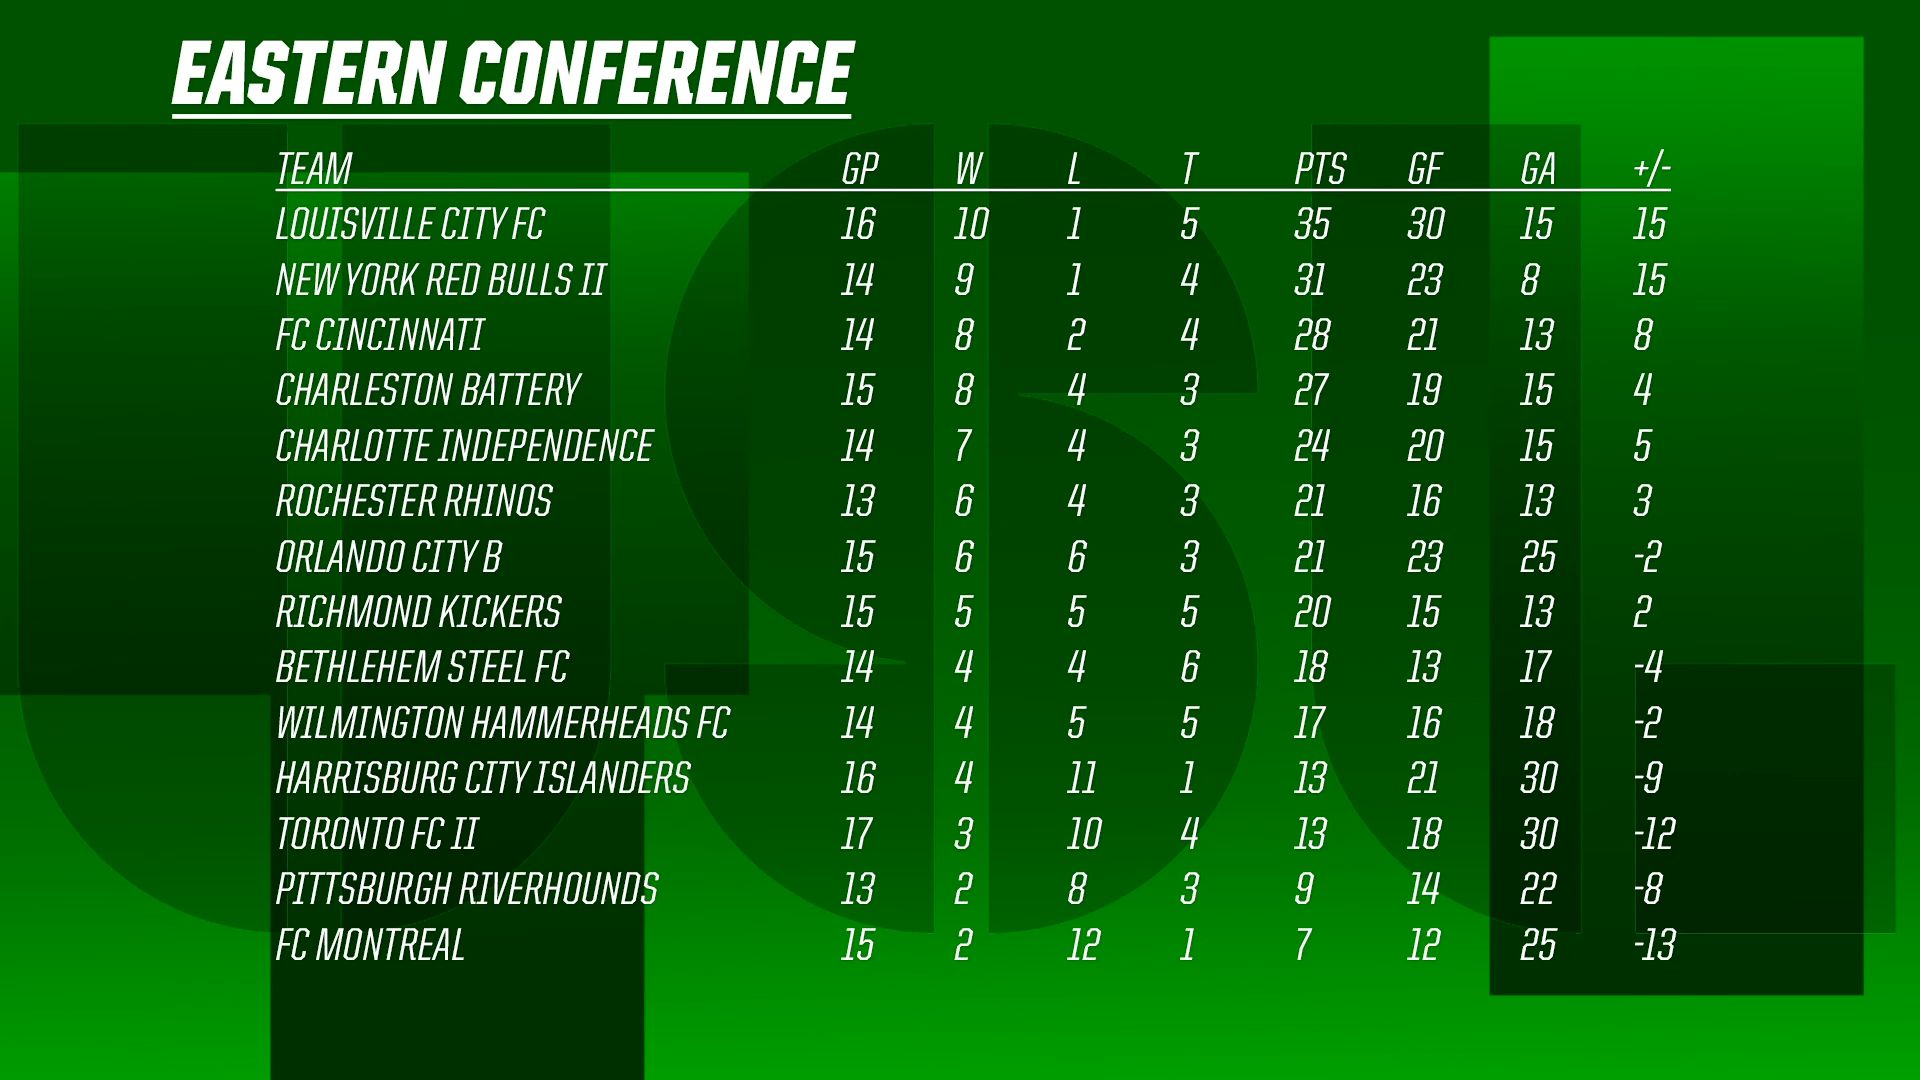 EASTERN CONFERENCE
TEAM GP W L T PTS GF GA +/-
LOUISVILLE CITY FC 16 10 1 5 35 30 15 15
NEW YORK RED BULLS II 14 9 1 4 31 23 8 15
FC CINCINNATI 14 8 2 4 28 21 13 8
CHARLESTON BATTERY 15 8 4 3 27 19 15 4
CHARLOTTE INDEPENDENCE 14 7 4 3 24 20 15 5
ROCHESTER RHINOS 13 6 4 3 21 16 13 3
ORLANDO CITY B 15 6 6 3 21 23 25 -2
RICHMOND KICKERS 15 5 5 5 20 15 13 2
BETHLEHEM STEEL FC 14 4 4 6 18 13 17 -4
WILMINGTON HAMMERHEADS FC 14 4 5 5 17 16 18 -2
HARRISBURG CITY ISLANDERS 16 4 11 1 13 21 30 -9
TORONTO FC II 17 3 10 4 13 18 30 -12
PITTSBURGH RIVERHOUNDS 13 2 8 3 9 14 22 -8
FC MONTREAL 15 2 12 1 7 12 25 -13